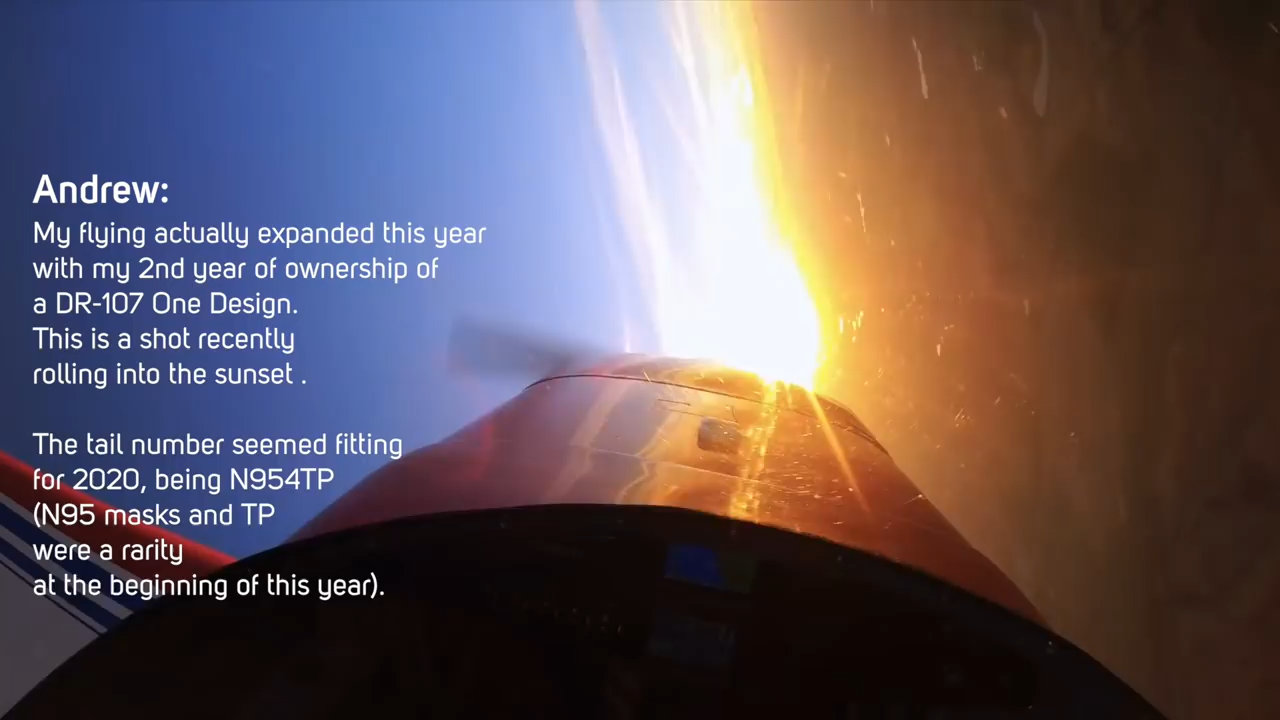 Andrew:
My flying actually expanded this year
with my 2nd year of ownership of
a DR-107 One Design.
This is a shot recently
rolling into the sunset .
The tail number seemed fitting
for 2020, being N954TP
(N95 masks and TP
were a rarity
at the beginning of this year).